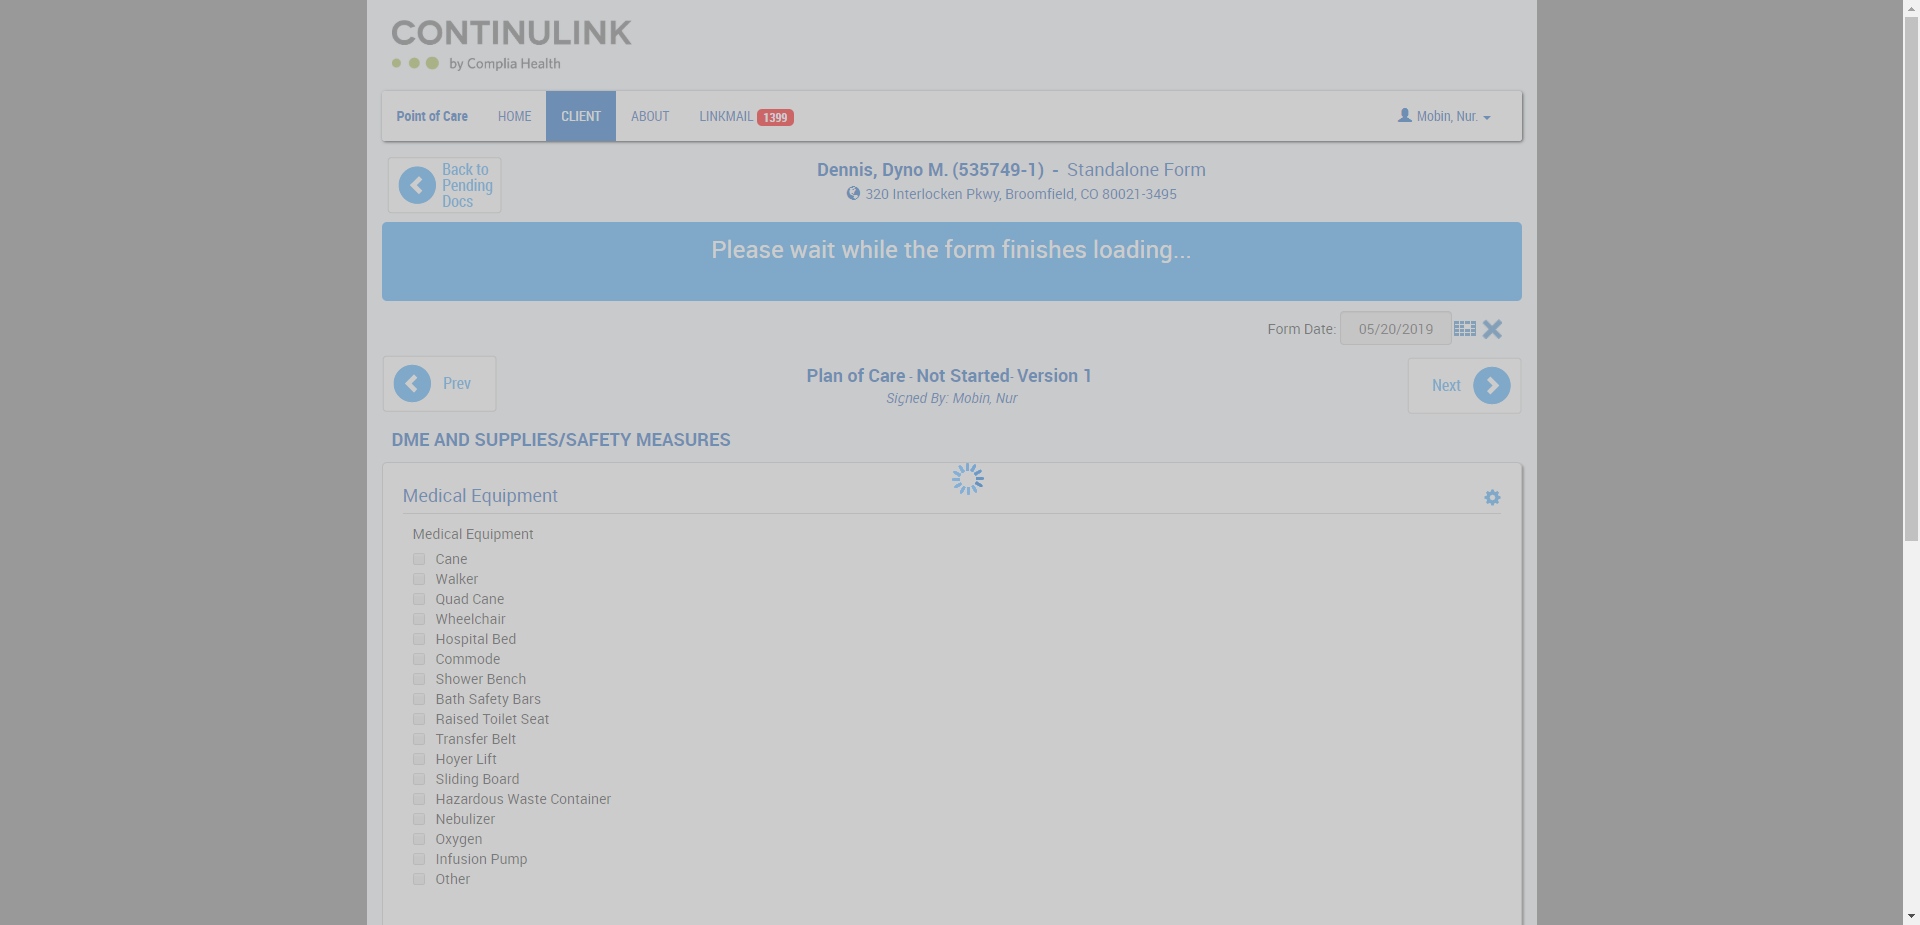 CONTINULINK
by Complia Health
Point of Care HOME CLIENT ABOUT LINKMAIL 1399 Mobin, Nur.
Back to
Pending
Docs
Dennis, Dyno M. (535749-1) - Standalone Form
320 Interlocken Pkwy, Broomfield, CO 80021-3495
Please wait while the form finishes loading...
Form Date: 05/20/2019
Prev
Plan of Care - Not Started- Version 1
Signed By: Mobin, Nur
Next
DME AND SUPPLIES/SAFETY MEASURES
Medical Equipment
Medical Equipment
Cane
Walker
Quad Cane
Wheelchair
Hospital Bed
Commode
Shower Bench
Bath Safety Bars
Raised Toilet Seat
Transfer Belt
Hoyer Lift
Sliding Board
Hazardous Waste Container
Nebulizer
Oxygen
Infusion Pump
Other